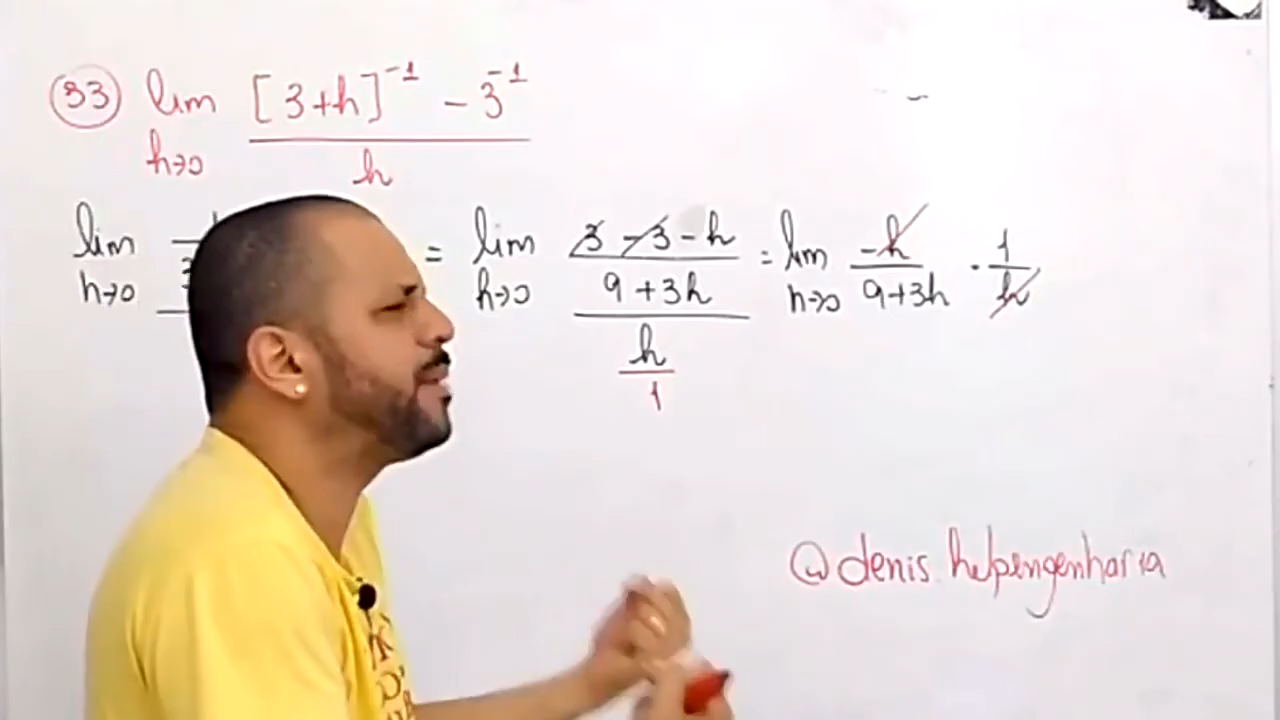 33 lim [3+h]⁻¹ - 3⁻¹
h→0 h
lim = lim 3 - 3 - h = lim -h · 1
h→0 h→0 9 + 3h h→0 9+3h h
h
1
@denis.helpengenharia